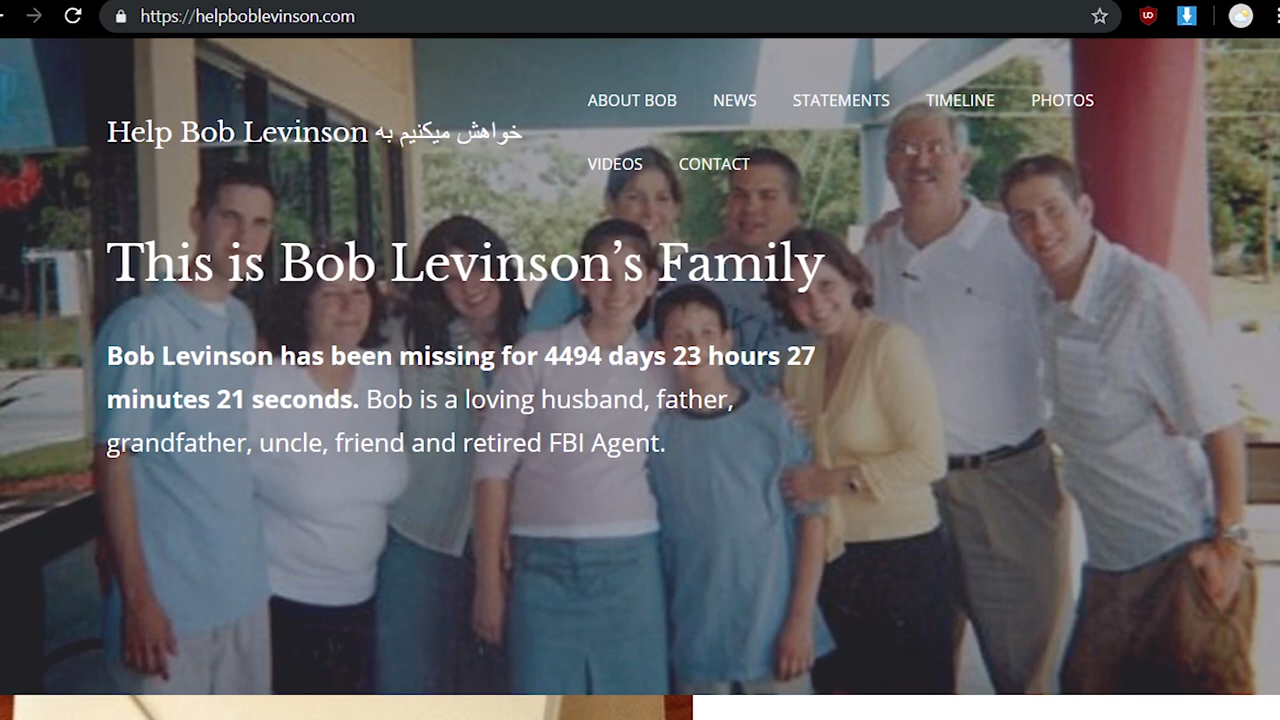 https://helpboblevinson.com
UD
Help Bob Levinson خواهش میکنیم به
ABOUT BOB NEWS STATEMENTS TIMELINE PHOTOS
VIDEOS CONTACT
This is Bob Levinson’s Family
Bob Levinson has been missing for 4494 days 23 hours 27
minutes 21 seconds. Bob is a loving husband, father,
grandfather, uncle, friend and retired FBI Agent.